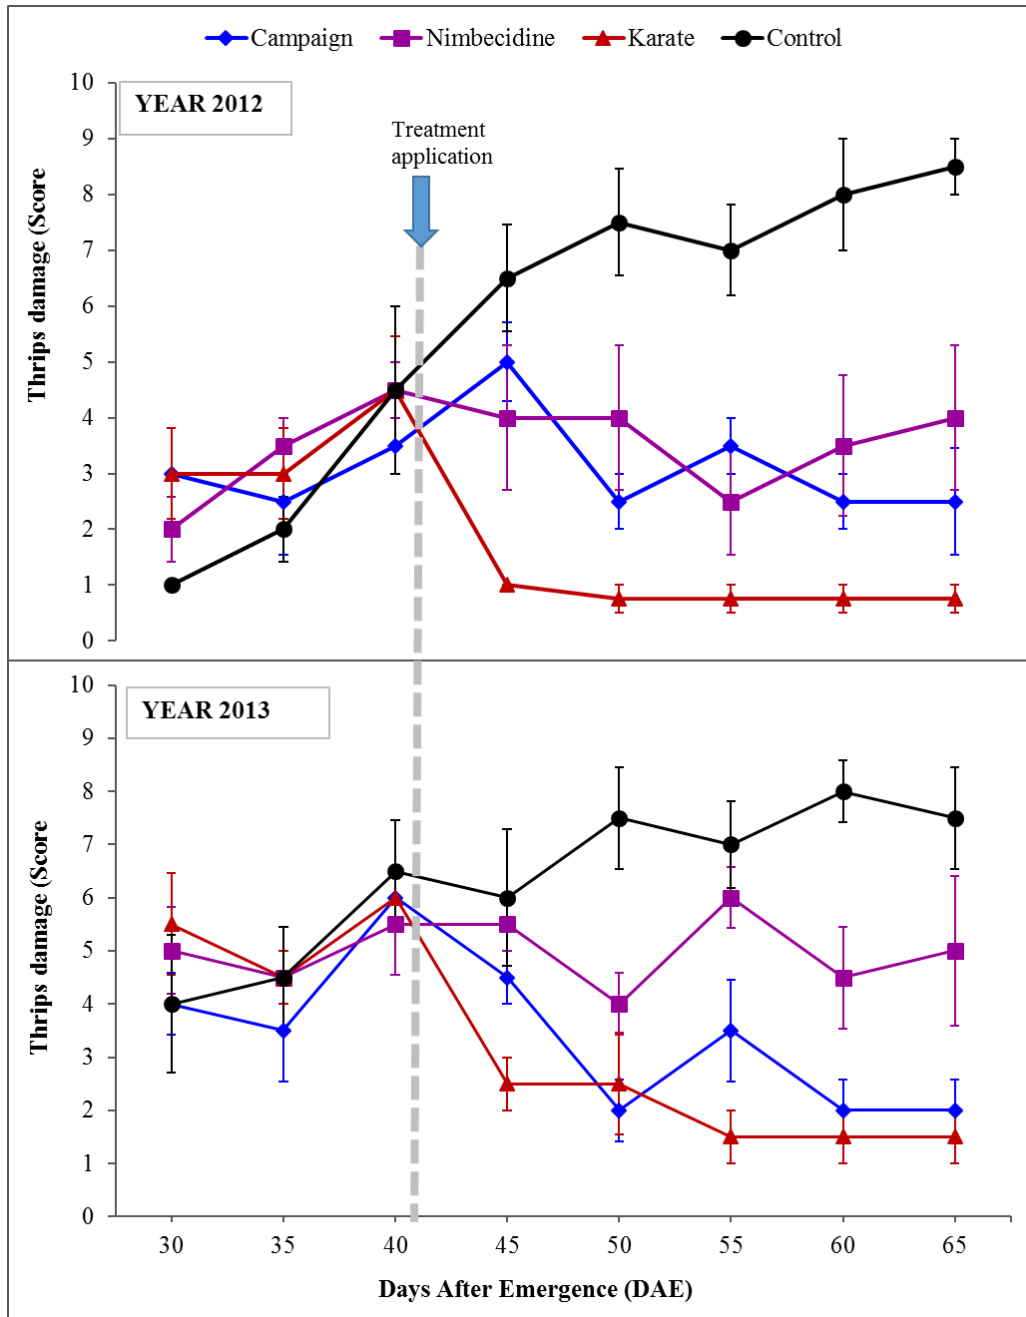 Campaign Nimbecidine Karate Control
YEAR 2012
Treatment
application
Thrips damage (Score
10
9
8
7
6
5
4
3
2
1
0
YEAR 2013
Thrips damage (Score
10
9
8
7
6
5
4
3
2
1
0
30 35 40 45 50 55 60 65
Days After Emergence (DAE)